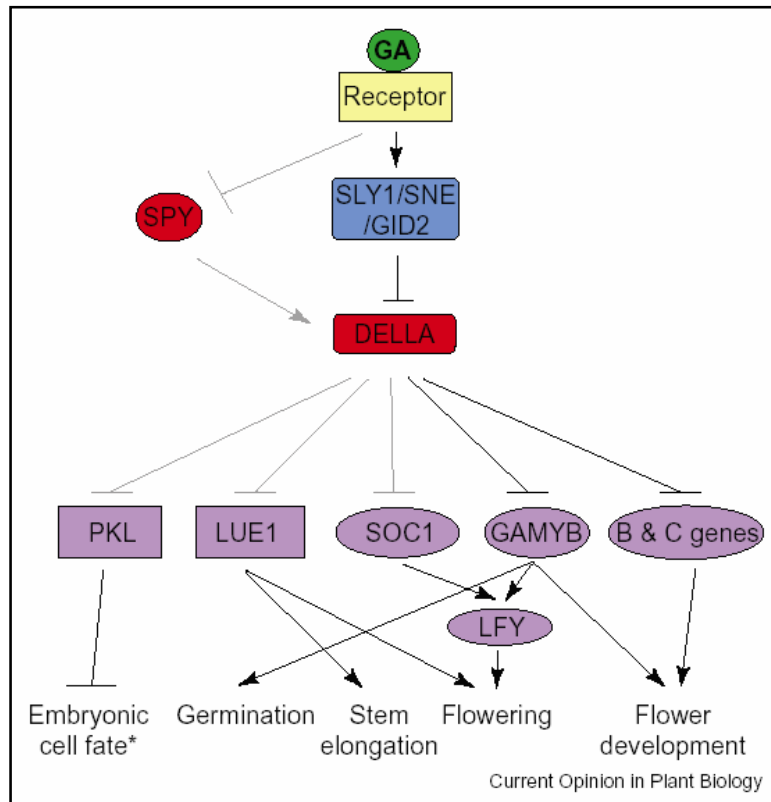 GA
Receptor
SLY1/SNE
/GID2
SPY
DELLA
PKL
LUE1
SOC1
GAMYB
B & C genes
LFY
Embryonic
cell fate*
Germination
Stem
elongation
Flowering
Flower
development
Current Opinion in Plant Biology